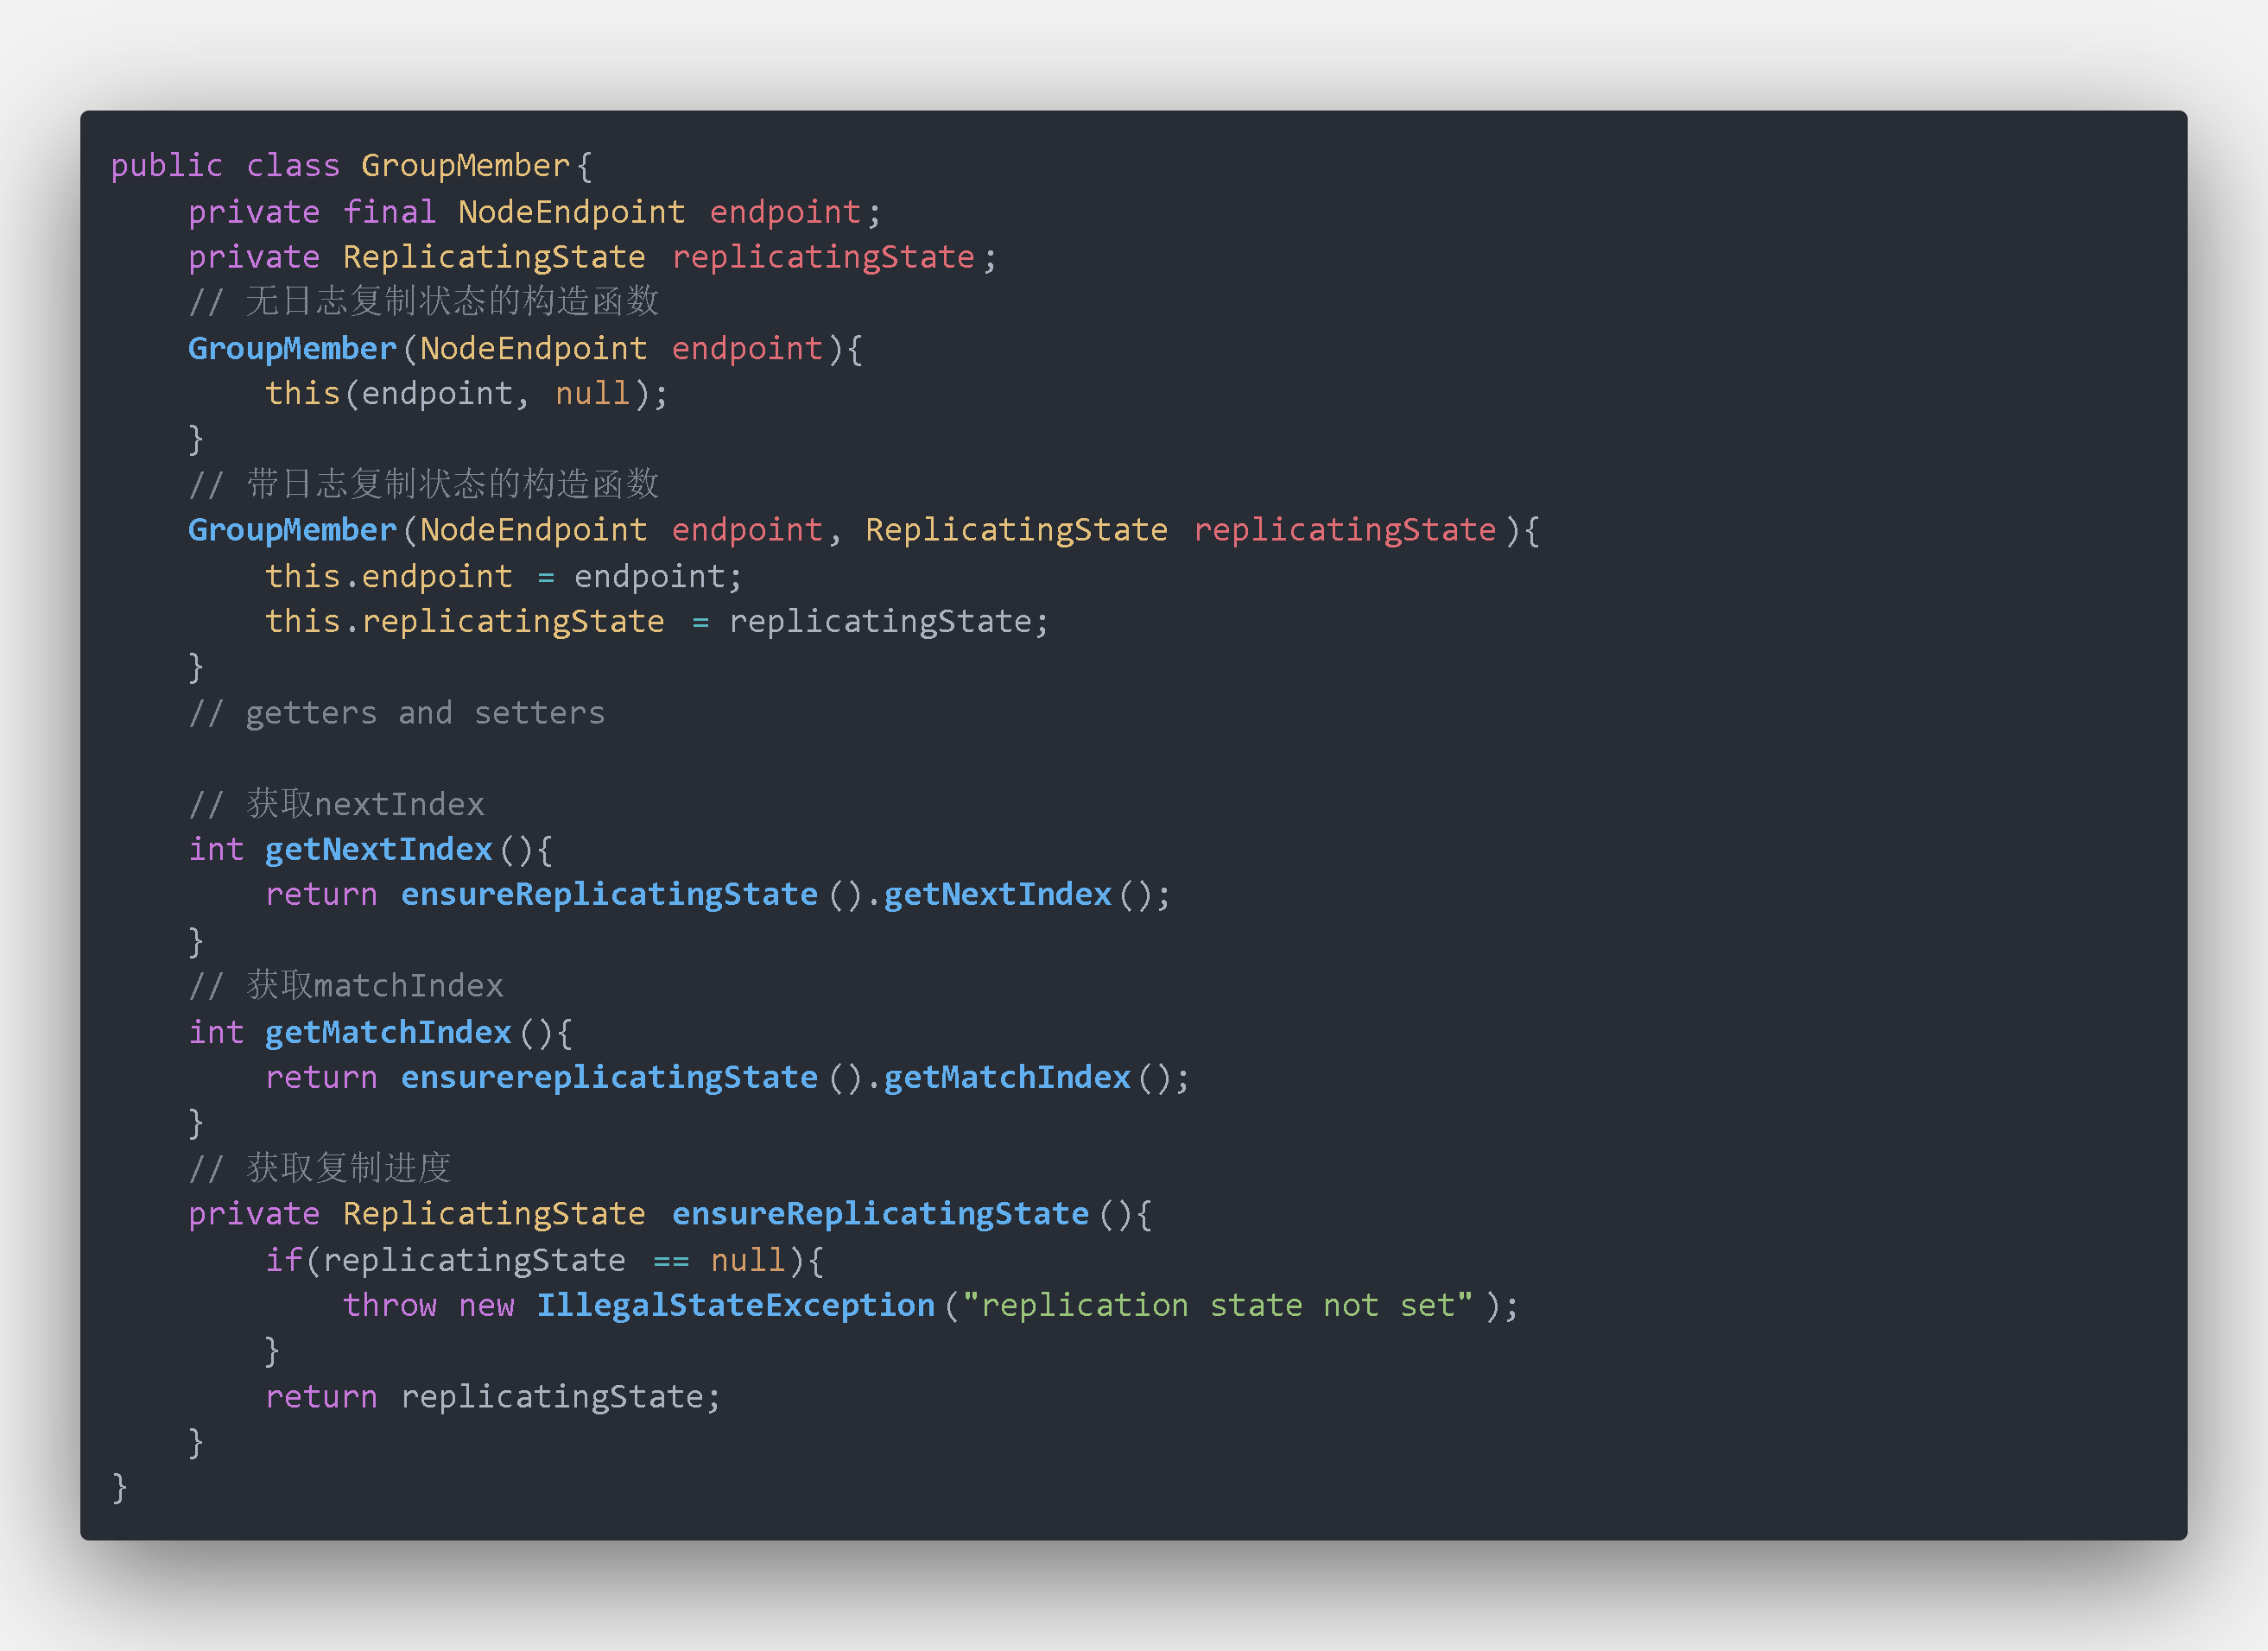 public class GroupMember{
    private final NodeEndpoint endpoint;
    private ReplicatingState replicatingState;
    // 无日志复制状态的构造函数
    GroupMember(NodeEndpoint endpoint){
        this(endpoint, null);
    }
    // 带日志复制状态的构造函数
    GroupMember(NodeEndpoint endpoint, ReplicatingState replicatingState){
        this.endpoint = endpoint;
        this.replicatingState = replicatingState;
    }
    // getters and setters

    // 获取nextIndex
    int getNextIndex(){
        return ensureReplicatingState().getNextIndex();
    }
    // 获取matchIndex
    int getMatchIndex(){
        return ensurereplicatingState().getMatchIndex();
    }
    // 获取复制进度
    private ReplicatingState ensureReplicatingState(){
        if(replicatingState == null){
            throw new IllegalStateException("replication state not set");
        }
        return replicatingState;
    }
}